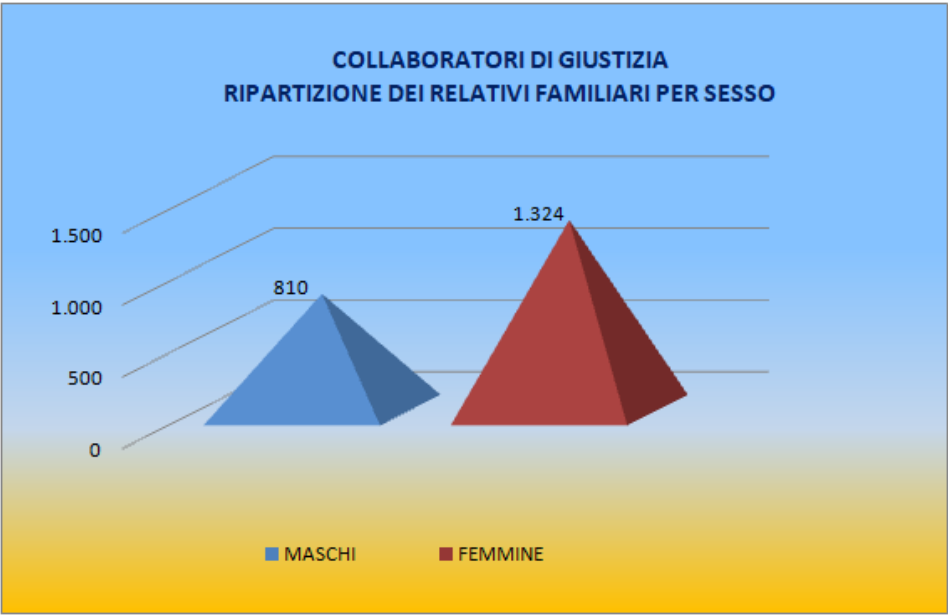 COLLABORATORI DI GIUSTIZIA
RIPARTIZIONE DEI RELATIVI FAMILIARI PER SESSO
1.324
1.500
810
1.000
500
0
MASCHI FEMMINE